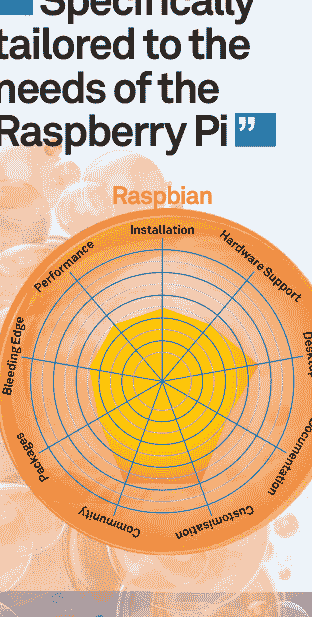 Specifically
tailored to the
needs of the
Raspberry Pi ”
Raspbian
Installation
Hardware Support
Performance
Bleeding Edge
Packages
Community
Customisation
Documentation